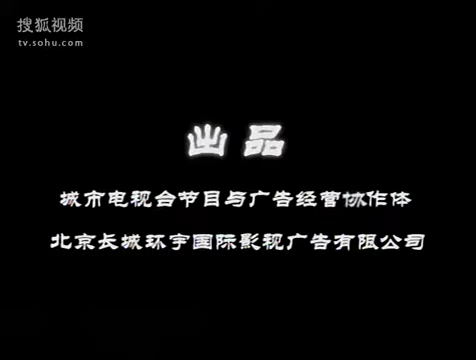 搜狐视频
tv.sohu.com
出品
城市电视台节目与广告经营协作体
北京长城环宇国际影视广告有限公司